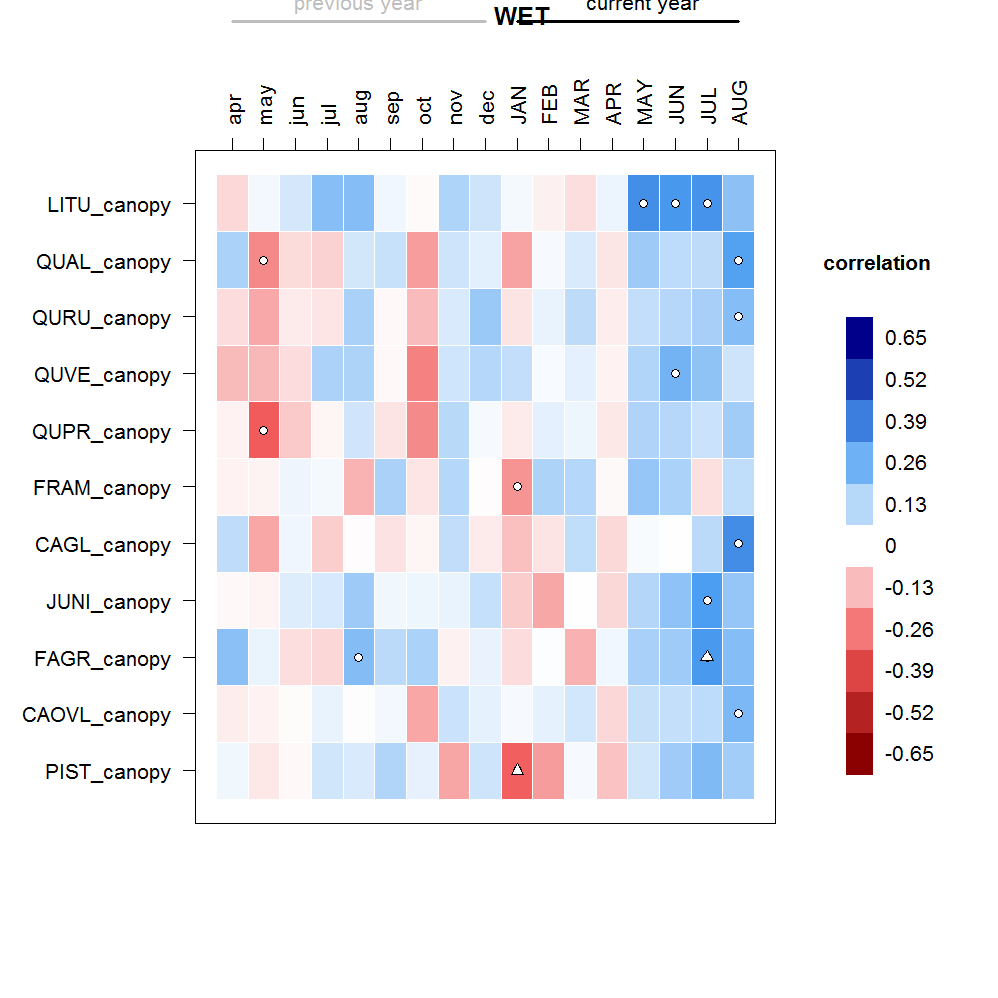 previous year
current year
WET
apr may jun jul aug sep oct nov dec JAN FEB MAR APR MAY JUN JUL AUG
LITU_canopy
QUAL_canopy
QURU_canopy
QUVE_canopy
QUPR_canopy
FRAM_canopy
CAGL_canopy
JUNI_canopy
FAGR_canopy
CAOVL_canopy
PIST_canopy
correlation
0.65
0.52
0.39
0.26
0.13
0
-0.13
-0.26
-0.39
-0.52
-0.65